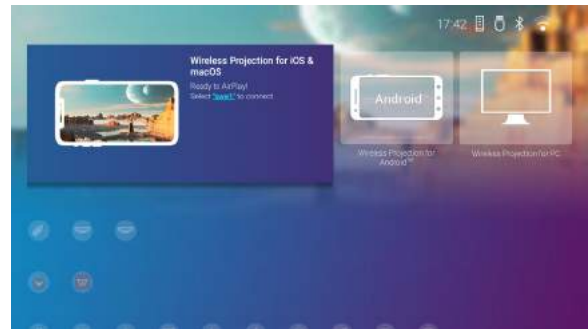 17:42
Wireless Projection for iOS &
macOS
Ready to AirPlay!
to connect
Android
Wireless Projection for
Android™
Wireless Projection for PC